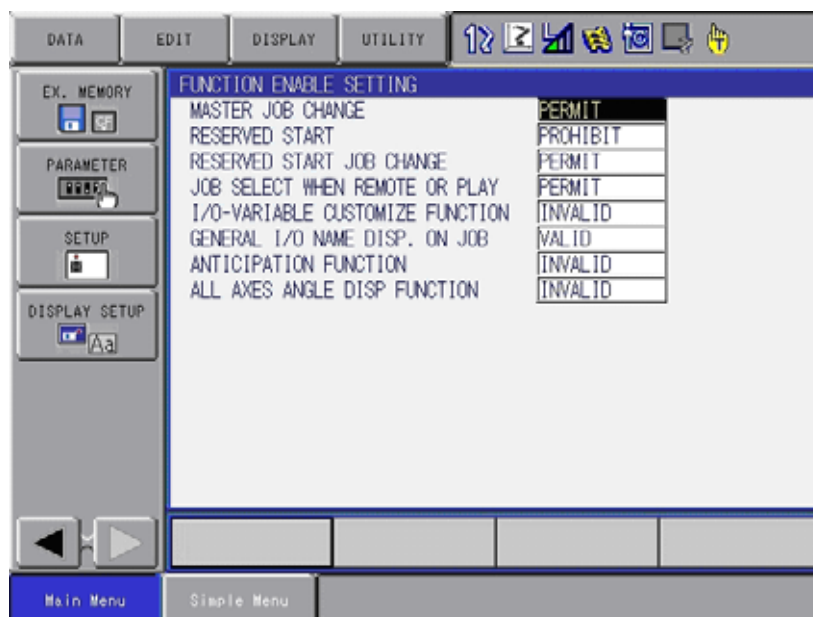 DATA EDIT DISPLAY UTILITY
EX. MEMORY
CF
PARAMETER
SETUP
DISPLAY SETUP
Aa
FUNCTION ENABLE SETTING
MASTER JOB CHANGE PERMIT
RESERVED START PROHIBIT
RESERVED START JOB CHANGE PERMIT
JOB SELECT WHEN REMOTE OR PLAY PERMIT
I/O-VARIABLE CUSTOMIZE FUNCTION INVALID
GENERAL I/O NAME DISP. ON JOB VALID
ANTICIPATION FUNCTION INVALID
ALL AXES ANGLE DISP FUNCTION INVALID
Main Menu Simple Menu